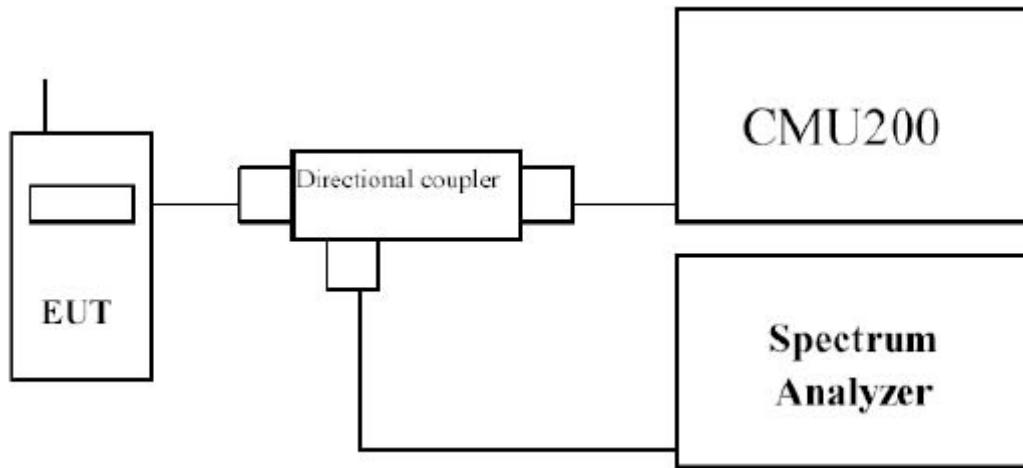 CMU200
Directional coupler
EUT
Spectrum
Analyzer